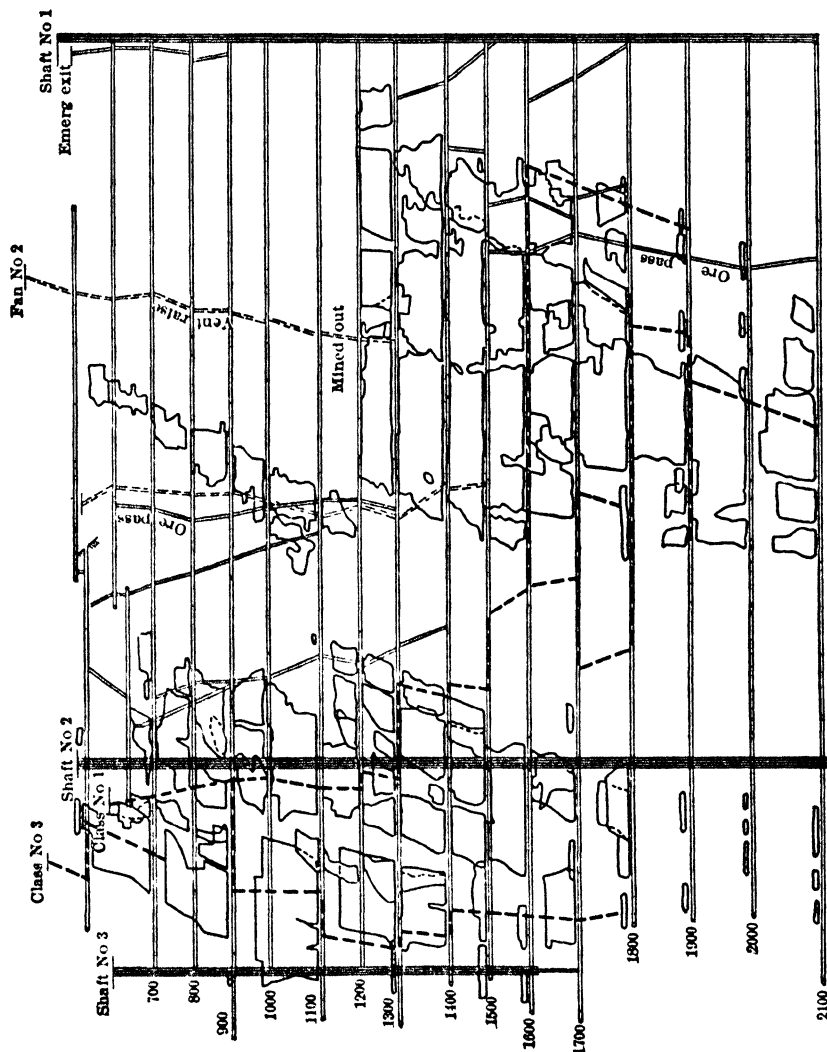 Shaft No 1
Emerg exit
Fan No 2
Vent
raise
Mined out
Ore
pass
Ore pass
Shaft No 2
Class No 1
Class No 3
Shaft No 3
700
800
900
1000
1100
1200
1300
1400
1500
1600
1700
1800
1900
2000
2100